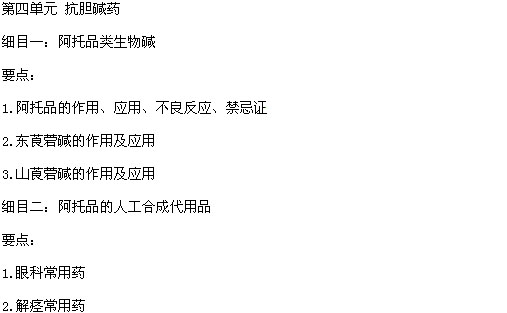 第四单元 抗胆碱药
细目一：阿托品类生物碱
要点：
1.阿托品的作用、应用、不良反应、禁忌证
2.东莨菪碱的作用及应用
3.山莨菪碱的作用及应用
细目二：阿托品的人工合成代用品
要点：
1.眼科常用药
2.解痉常用药